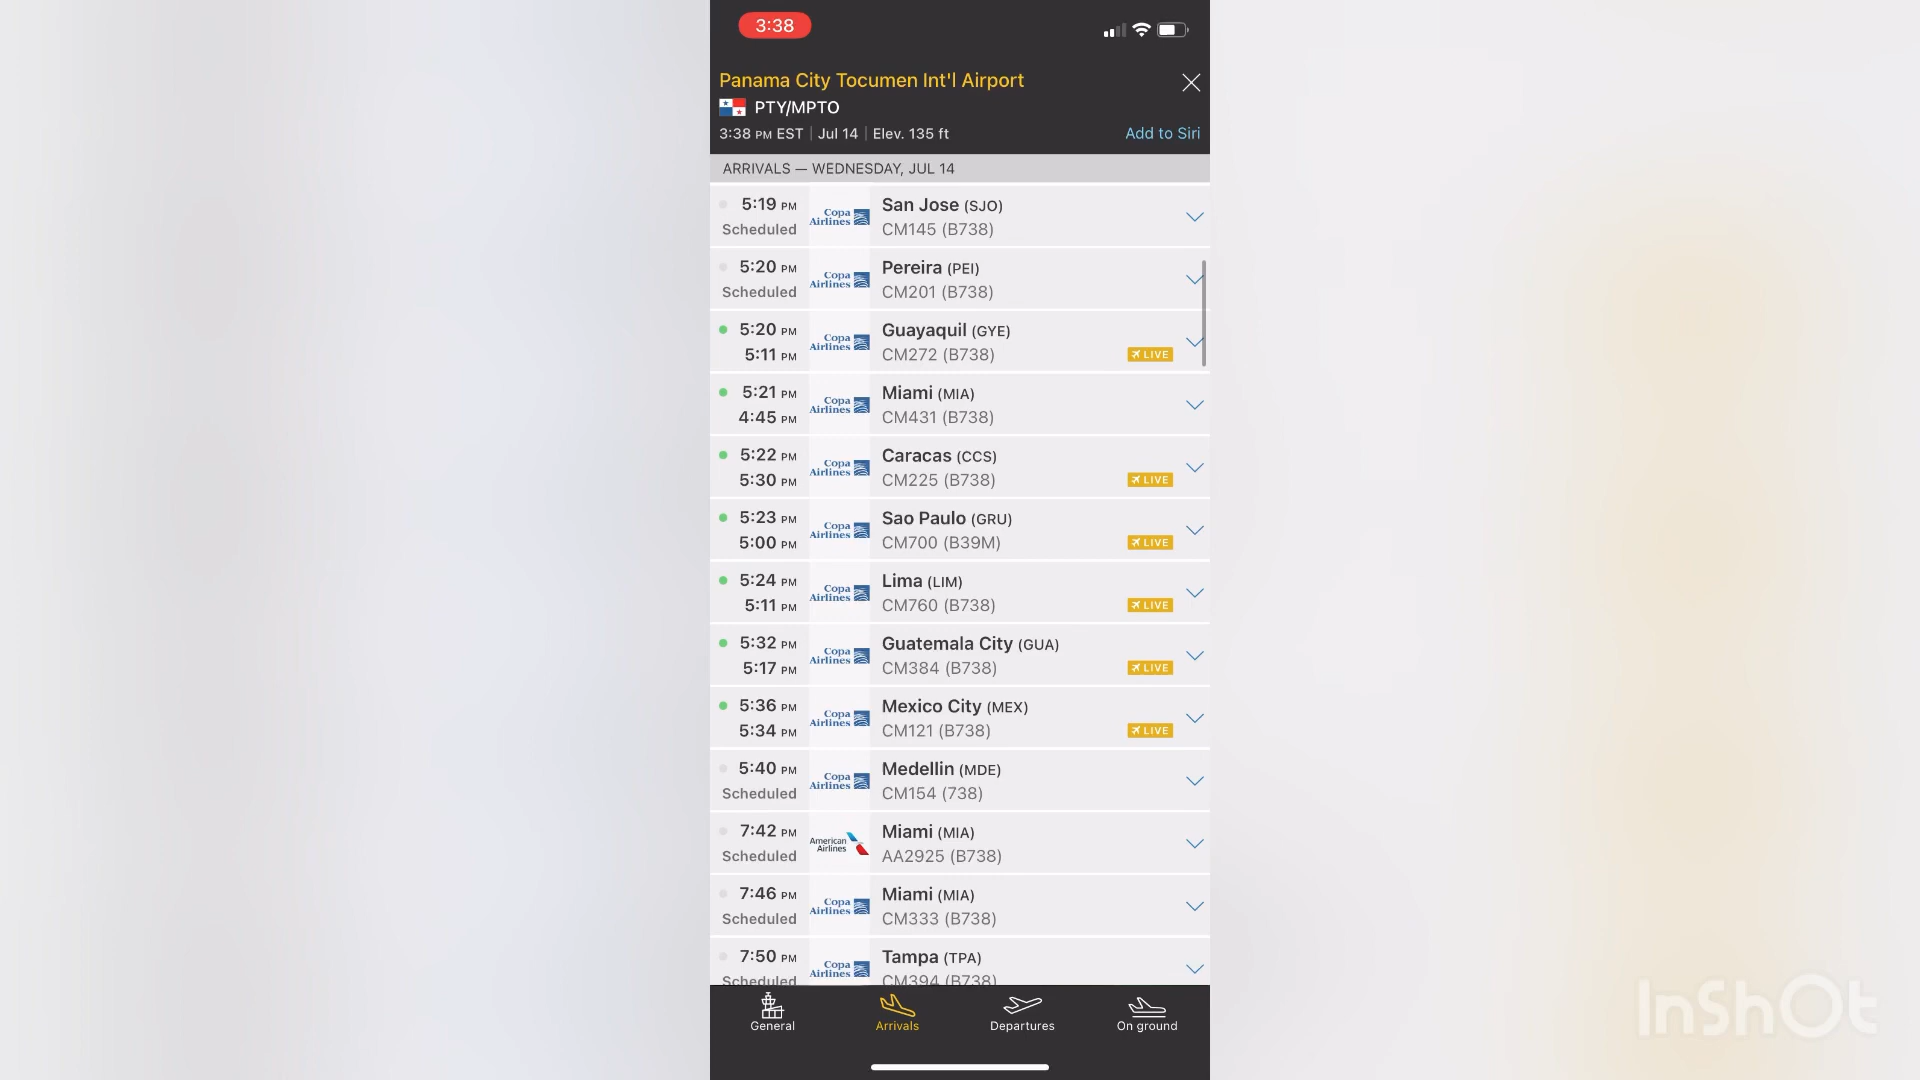 3:38
Panama City Tocumen Int'l Airport
PTY/MPTO
3:38 PM EST | Jul 14 | Elev. 135 ft
Add to Siri
ARRIVALS — WEDNESDAY, JUL 14
5:19 PM
Scheduled
Copa Airlines
San Jose (SJO)
CM145 (B738)
5:20 PM
Scheduled
Copa Airlines
Pereira (PEI)
CM201 (B738)
5:20 PM
5:11 PM
Copa Airlines
Guayaquil (GYE)
CM272 (B738)
LIVE
5:21 PM
4:45 PM
Copa Airlines
Miami (MIA)
CM431 (B738)
5:22 PM
5:30 PM
Copa Airlines
Caracas (CCS)
CM225 (B738)
LIVE
5:23 PM
5:00 PM
Copa Airlines
Sao Paulo (GRU)
CM700 (B39M)
LIVE
5:24 PM
5:11 PM
Copa Airlines
Lima (LIM)
CM760 (B738)
LIVE
5:32 PM
5:17 PM
Copa Airlines
Guatemala City (GUA)
CM384 (B738)
LIVE
5:36 PM
5:34 PM
Copa Airlines
Mexico City (MEX)
CM121 (B738)
LIVE
5:40 PM
Scheduled
Copa Airlines
Medellin (MDE)
CM154 (738)
7:42 PM
Scheduled
American Airlines
Miami (MIA)
AA2925 (B738)
7:46 PM
Scheduled
Copa Airlines
Miami (MIA)
CM333 (B738)
7:50 PM
Scheduled
Copa Airlines
Tampa (TPA)
CM394 (B738)
General
Arrivals
Departures
On ground
InShOt